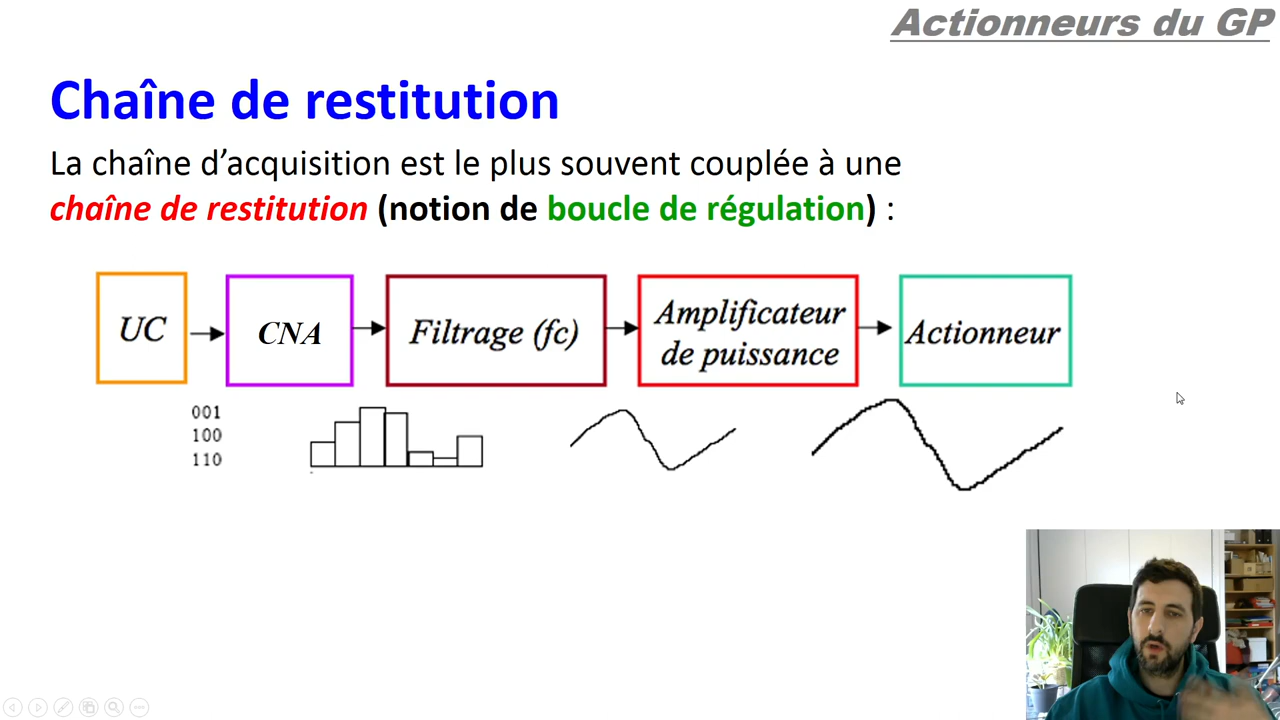 Actionneurs du GP
Chaîne de restitution
La chaîne d’acquisition est le plus souvent couplée à une
chaîne de restitution (notion de boucle de régulation) :
UC
CNA
Filtrage (fc)
Amplificateur
de puissance
Actionneur
001
100
110